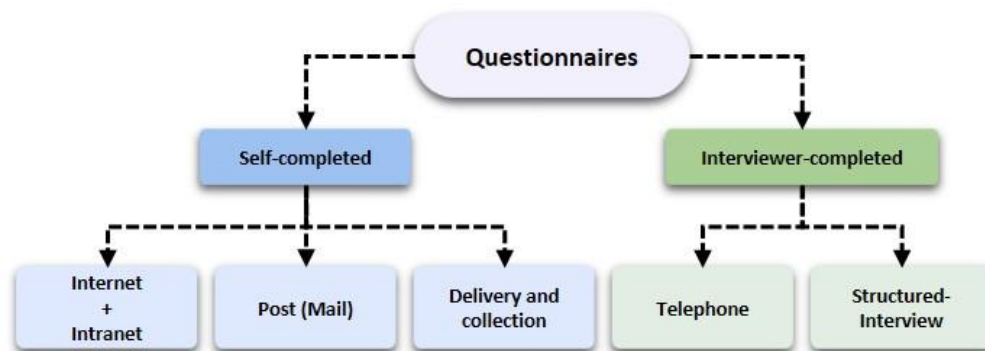 Questionnaires
Self-completed
Interviewer-completed
Internet
+
Intranet
Post (Mail)
Delivery and
collection
Telephone
Structured-
Interview